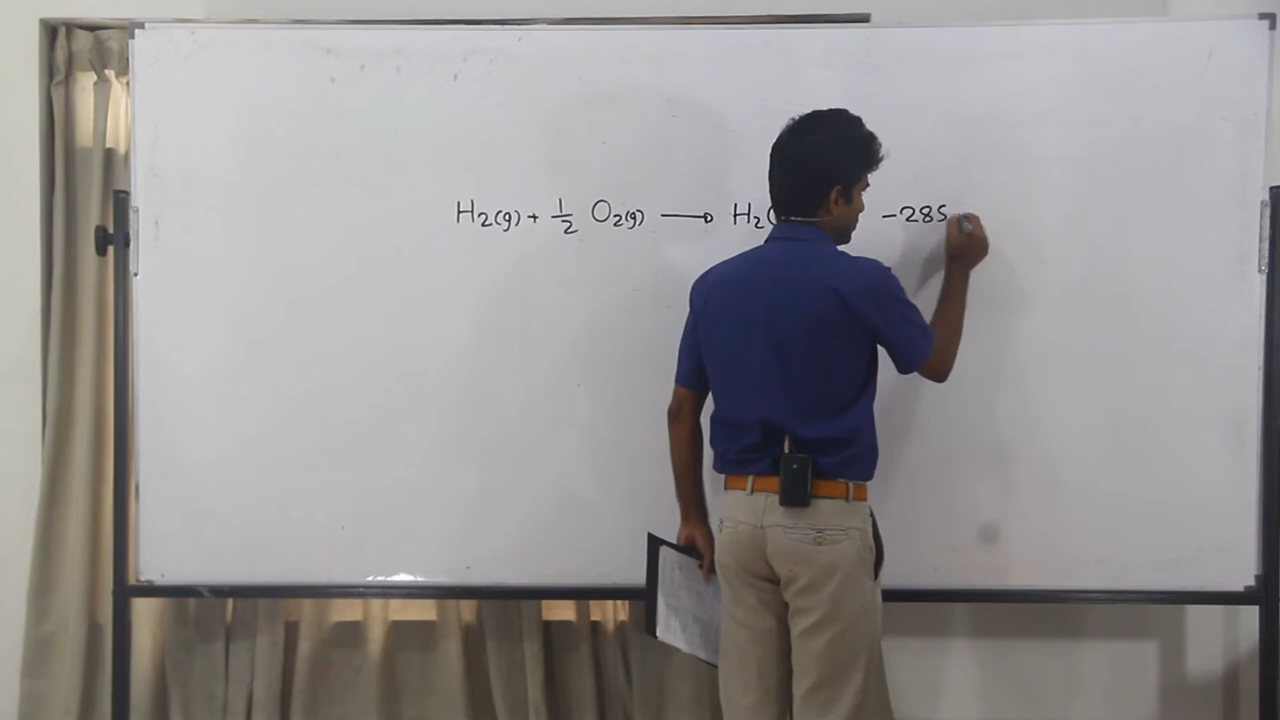 H₂(g) + 1/2 O₂(g) ⟶ H₂( -285